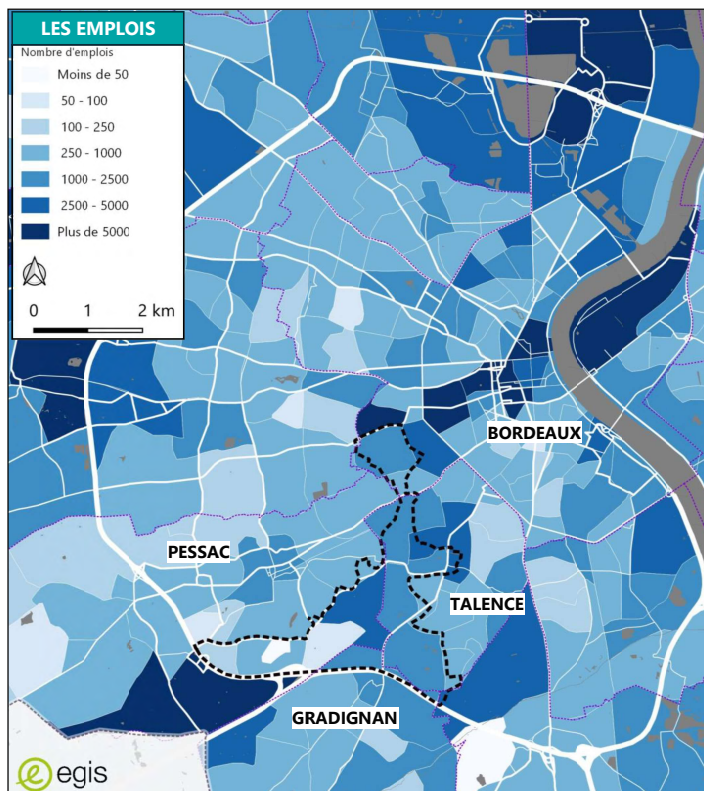 LES EMPLOIS
Nombre d'emplois
Moins de 50
50 - 100
100 - 250
250 - 1000
1000 - 2500
2500 - 5000
Plus de 5000
0 1 2 km
BORDEAUX
PESSAC
TALENCE
GRADIGNAN
egis